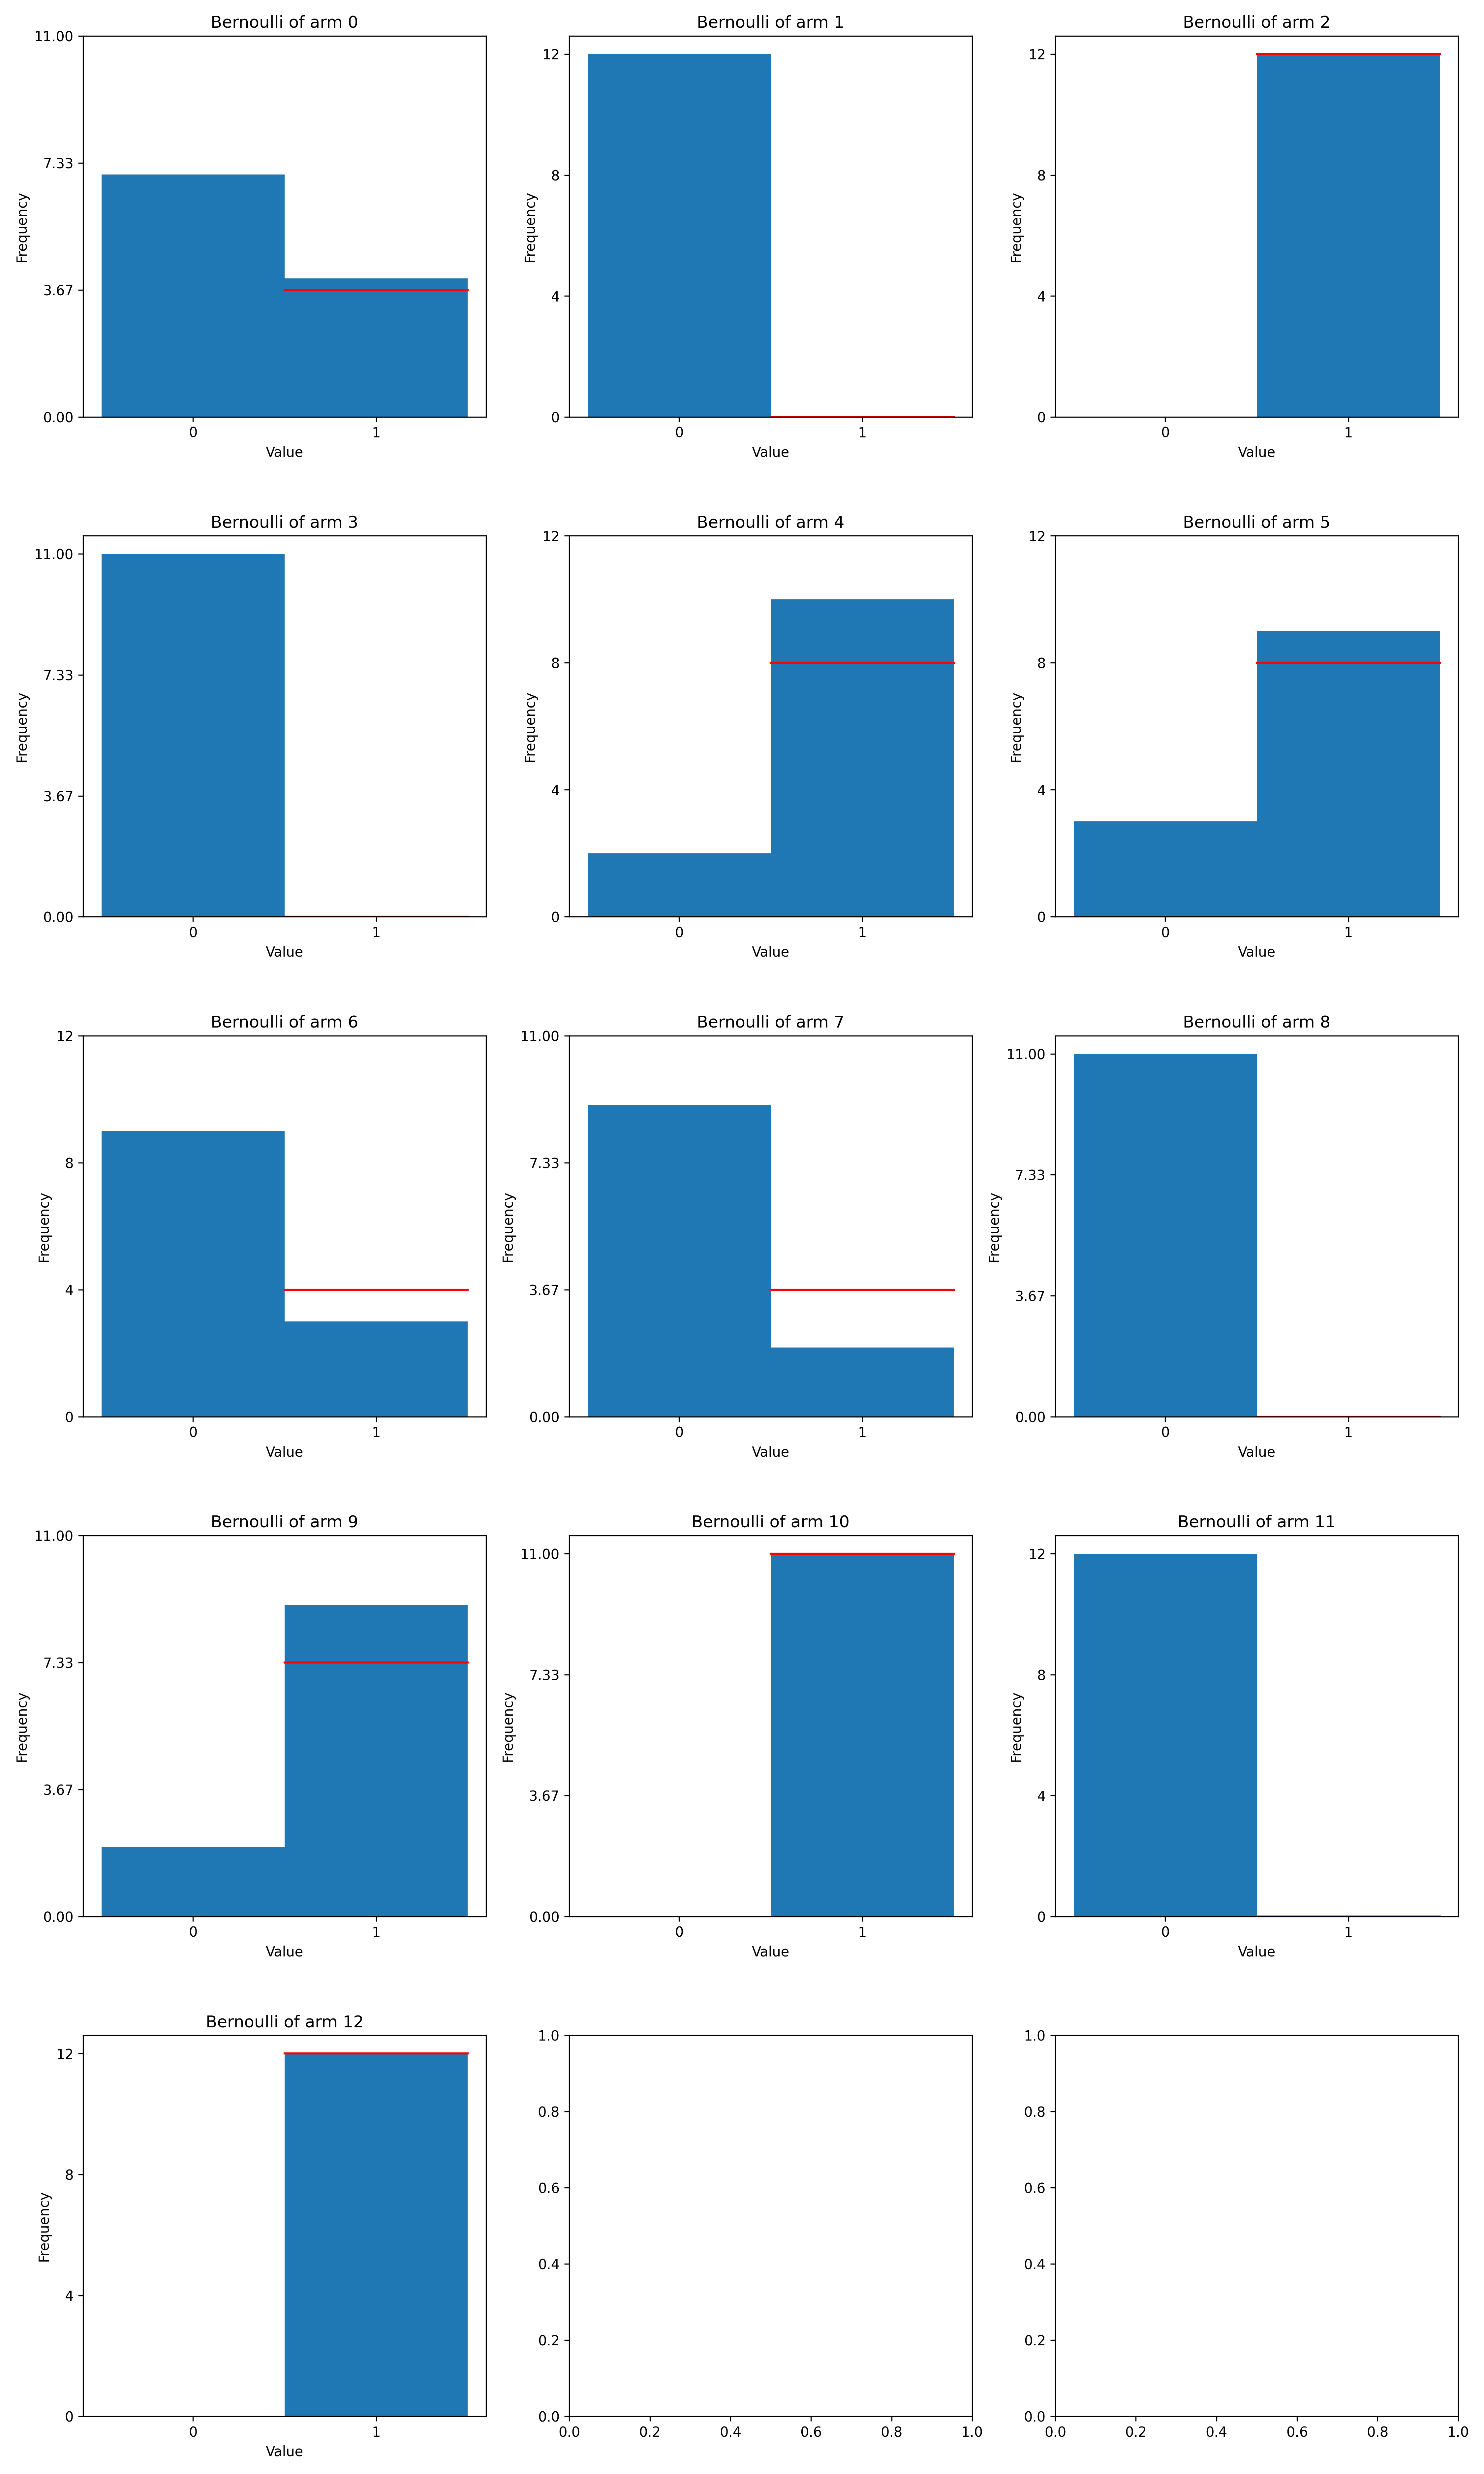 Bernoulli of arm 0
11.00
7.33
3.67
0.00
Frequency
0 1
Value
Bernoulli of arm 1
12
8
4
0
Frequency
0 1
Value
Bernoulli of arm 2
12
8
4
0
Frequency
0 1
Value
Bernoulli of arm 3
11.00
7.33
3.67
0.00
Frequency
0 1
Value
Bernoulli of arm 4
12
8
4
0
Frequency
0 1
Value
Bernoulli of arm 5
12
8
4
0
Frequency
0 1
Value
Bernoulli of arm 6
12
8
4
0
Frequency
0 1
Value
Bernoulli of arm 7
11.00
7.33
3.67
0.00
Frequency
0 1
Value
Bernoulli of arm 8
11.00
7.33
3.67
0.00
Frequency
0 1
Value
Bernoulli of arm 9
11.00
7.33
3.67
0.00
Frequency
0 1
Value
Bernoulli of arm 10
11.00
7.33
3.67
0.00
Frequency
0 1
Value
Bernoulli of arm 11
12
8
4
0
Frequency
0 1
Value
Bernoulli of arm 12
12
8
4
0
Frequency
0 1
Value
1.0
0.8
0.6
0.4
0.2
0.0
0.0 0.2 0.4 0.6 0.8 1.0
1.0
0.8
0.6
0.4
0.2
0.0
0.0 0.2 0.4 0.6 0.8 1.0